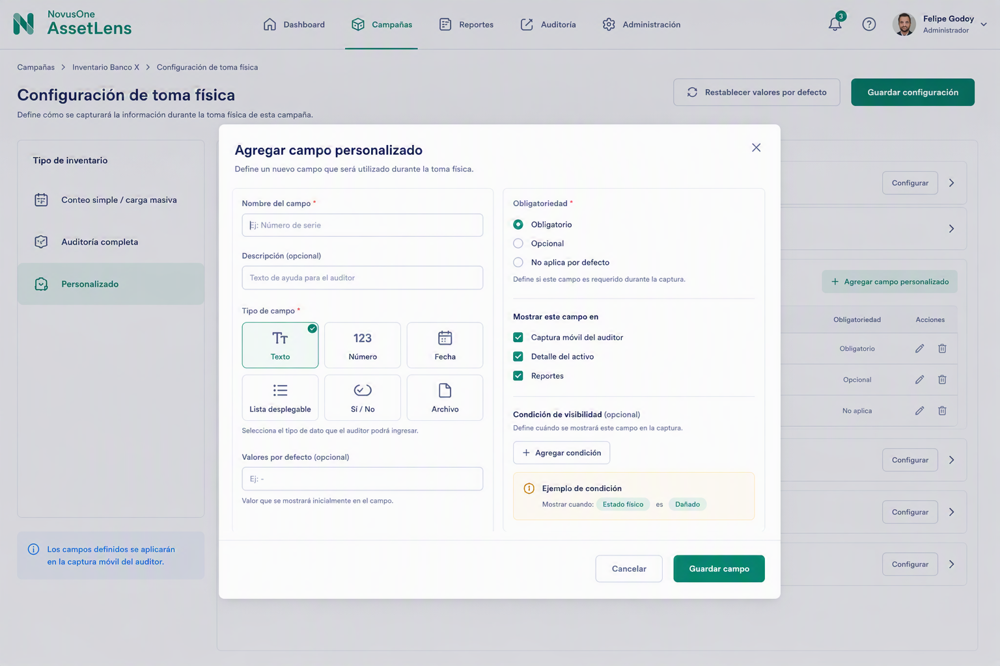 NovusOne
AssetLens
Dashboard
Campañas
Reportes
Auditoría
Administración
3
Felipe Godoy
Administrador
Campañas > Inventario Banco X > Configuración de toma física
Configuración de toma física
Define cómo se capturará la información durante la toma física de esta campaña.
Restablecer valores por defecto
Guardar configuración
Tipo de inventario
Conteo simple / carga masiva
Auditoría completa
Personalizado
Los campos definidos se aplicarán
en la captura móvil del auditor.
Agregar campo personalizado
Define un nuevo campo que será utilizado durante la toma física.
Nombre del campo *
Ej: Número de serie
Descripción (opcional)
Texto de ayuda para el auditor
Tipo de campo *
Texto
123
Número
Fecha
Lista desplegable
Sí / No
Archivo
Selecciona el tipo de dato que el auditor podrá ingresar.
Valores por defecto (opcional)
Ej: -
Valor que se mostrará inicialmente en el campo.
Obligatoriedad *
Obligatorio
Opcional
No aplica por defecto
Define si este campo es requerido durante la captura.
Mostrar este campo en
Captura móvil del auditor
Detalle del activo
Reportes
Condición de visibilidad (opcional)
Define cuándo se mostrará este campo en la captura.
+ Agregar condición
Ejemplo de condición
Mostrar cuando: Estado físico es Dañado
Cancelar
Guardar campo
Configurar
+ Agregar campo personalizado
Obligatoriedad
Acciones
Obligatorio
Opcional
No aplica
Configurar
Configurar
Configurar